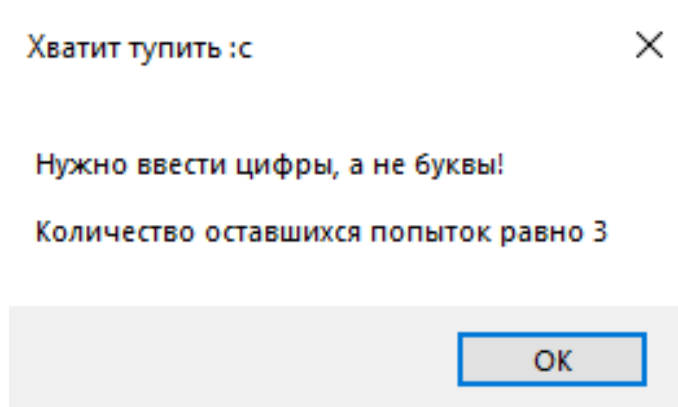 Хватит тупить :с
Нужно ввести цифры, а не буквы!
Количество оставшихся попыток равно 3
OK